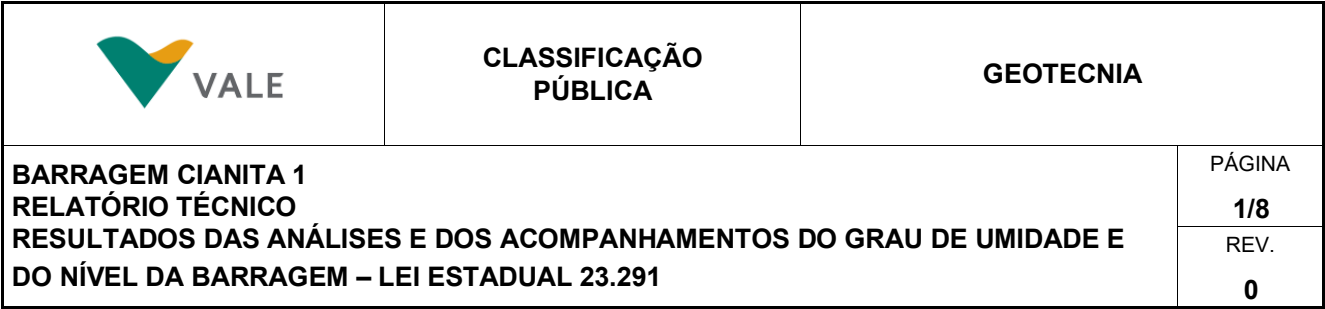 VALE
CLASSIFICAÇÃO
PÚBLICA
GEOTECNIA
BARRAGEM CIANITA 1
RELATÓRIO TÉCNICO
RESULTADOS DAS ANÁLISES E DOS ACOMPANHAMENTOS DO GRAU DE UMIDADE E
DO NÍVEL DA BARRAGEM – LEI ESTADUAL 23.291
PÁGINA
1/8
REV.
0